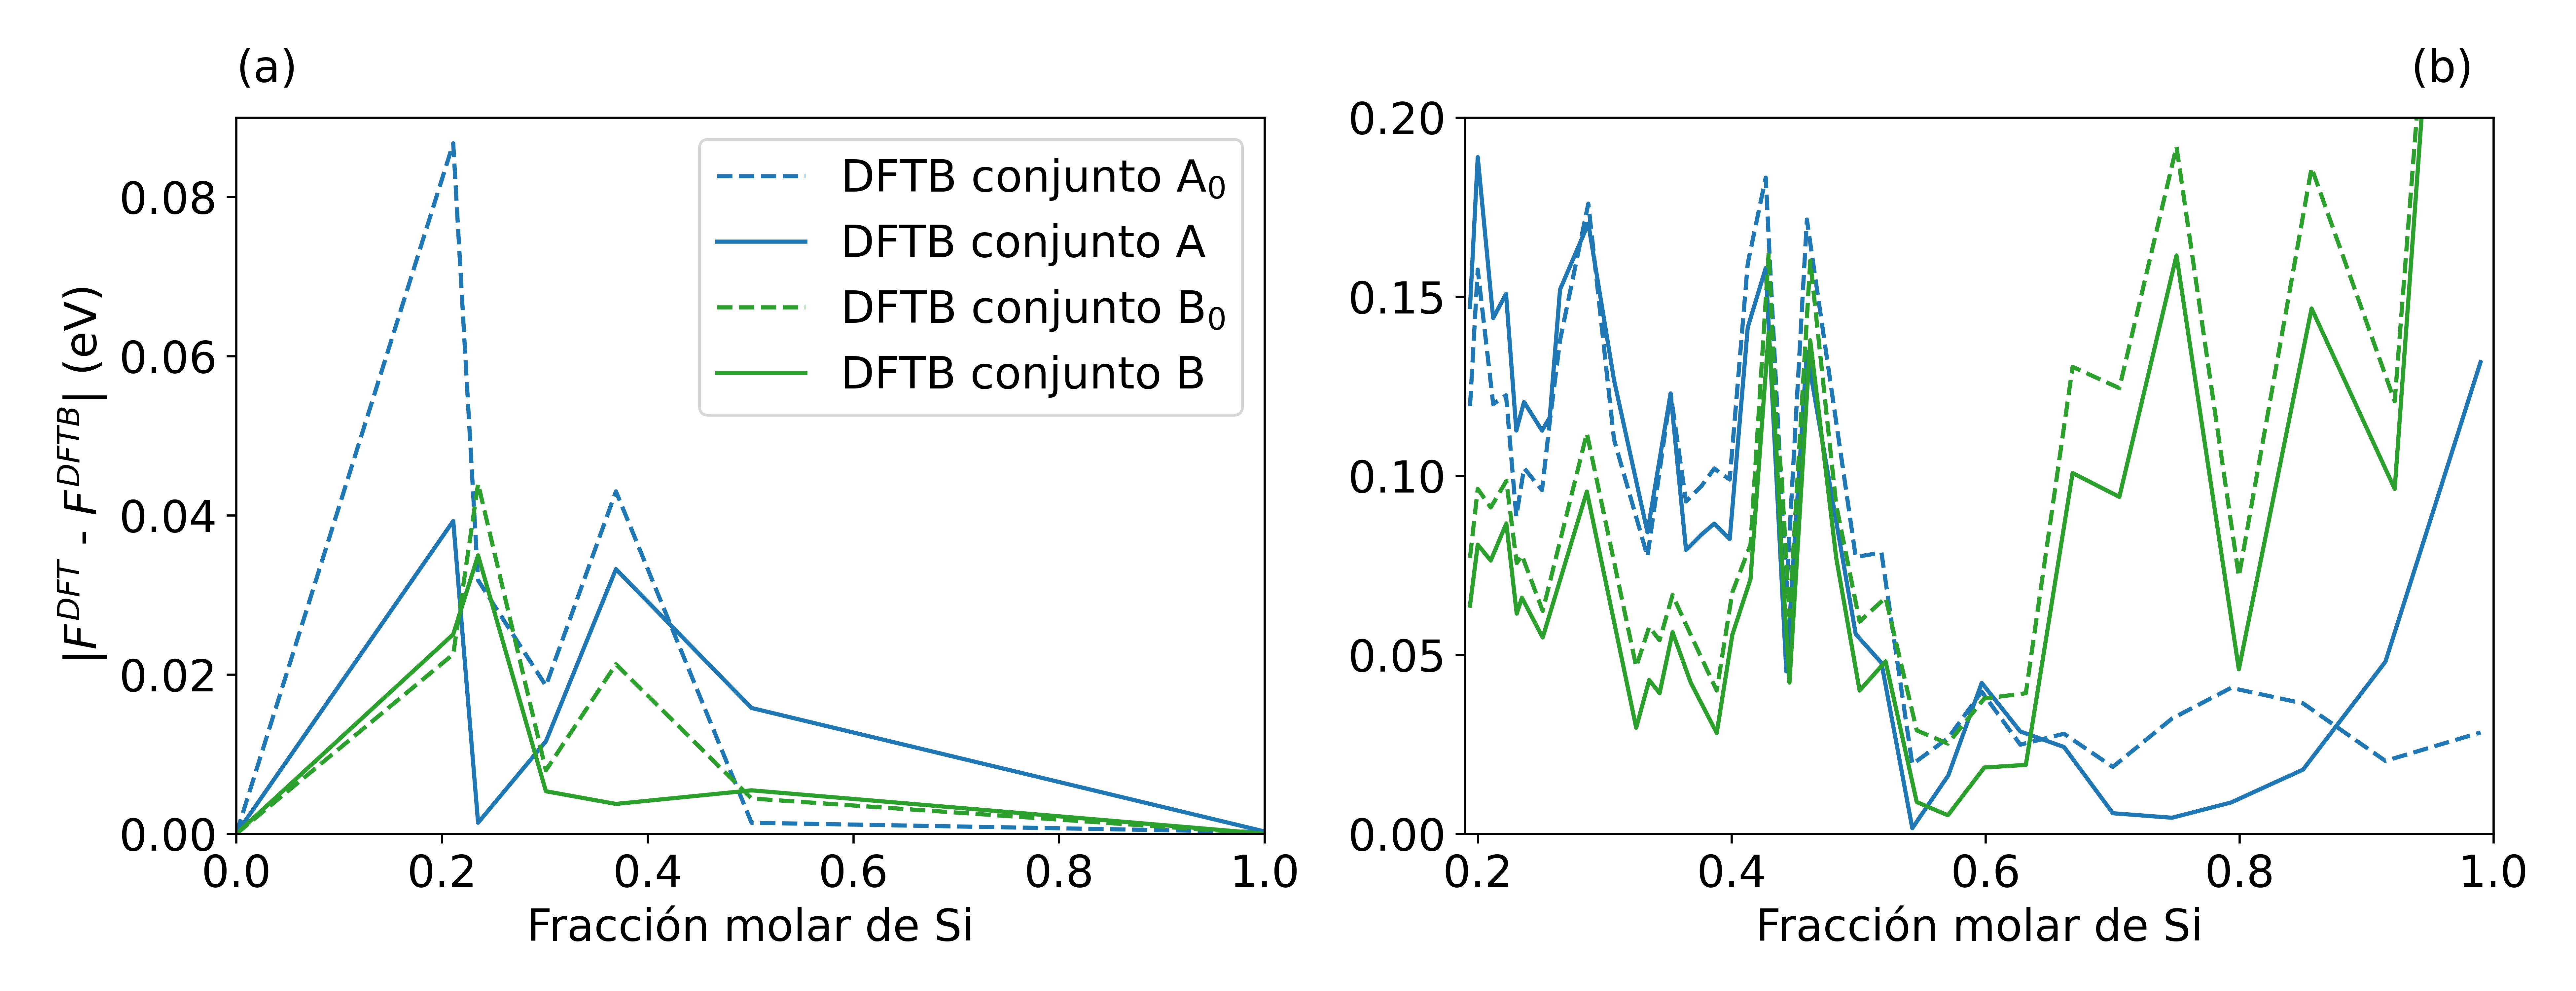 (a)
(b)
|F^DFT - F^DFTB| (eV)
0.08
0.06
0.04
0.02
0.00
0.0 0.2 0.4 0.6 0.8 1.0
Fracción molar de Si
DFTB conjunto A₀
DFTB conjunto A
DFTB conjunto B₀
DFTB conjunto B
0.20
0.15
0.10
0.05
0.00
0.2 0.4 0.6 0.8 1.0
Fracción molar de Si